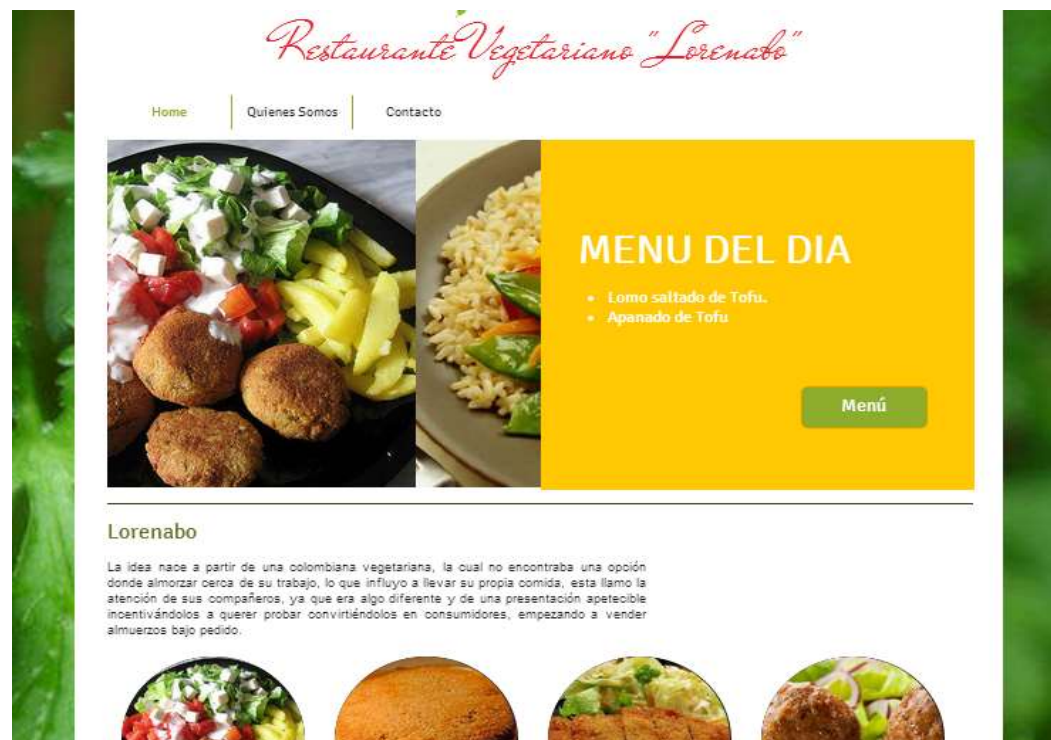 Restaurante Vegetariano "Lorenabo"
Home
Quienes Somos
Contacto
MENU DEL DIA
• Lomo saltado de Tofu.
• Apanado de Tofu
Menú
Lorenabo
La idea nace a partir de una colombiana vegetariana, la cual no encontraba una opción
donde almorzar cerca de su trabajo, lo que influyo a llevar su propia comida, esta llamo la
atención de sus compañeros, ya que era algo diferente y de una presentación apetecible
incentivándolos a querer probar convirtiéndolos en consumidores, empezando a vender
almuerzos bajo pedido.